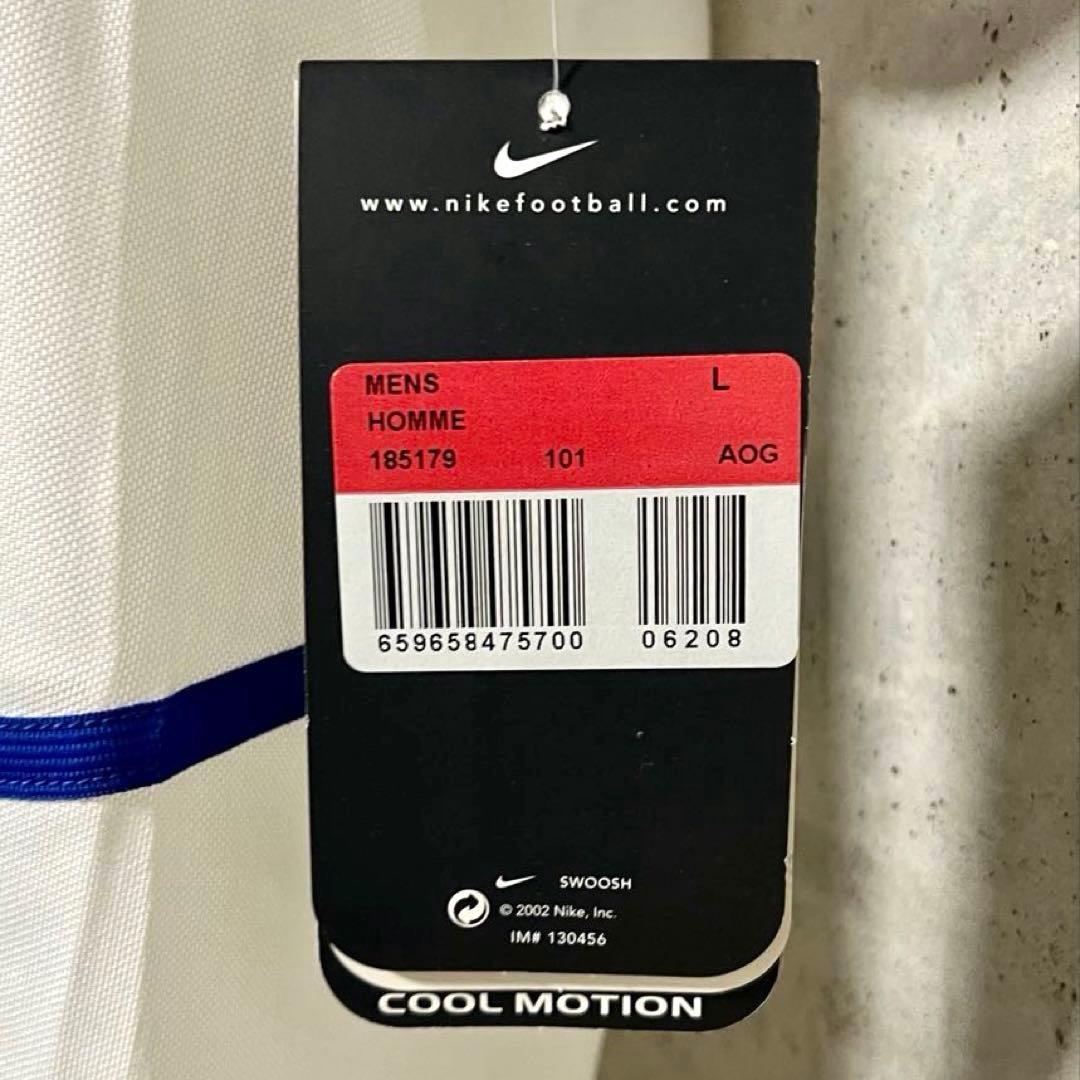 www.nikefootball.com
MENS L
HOMME
185179 101 AOG
659658475700 06208
SWOOSH
© 2002 Nike, Inc.
IM# 130456
COOL MOTION